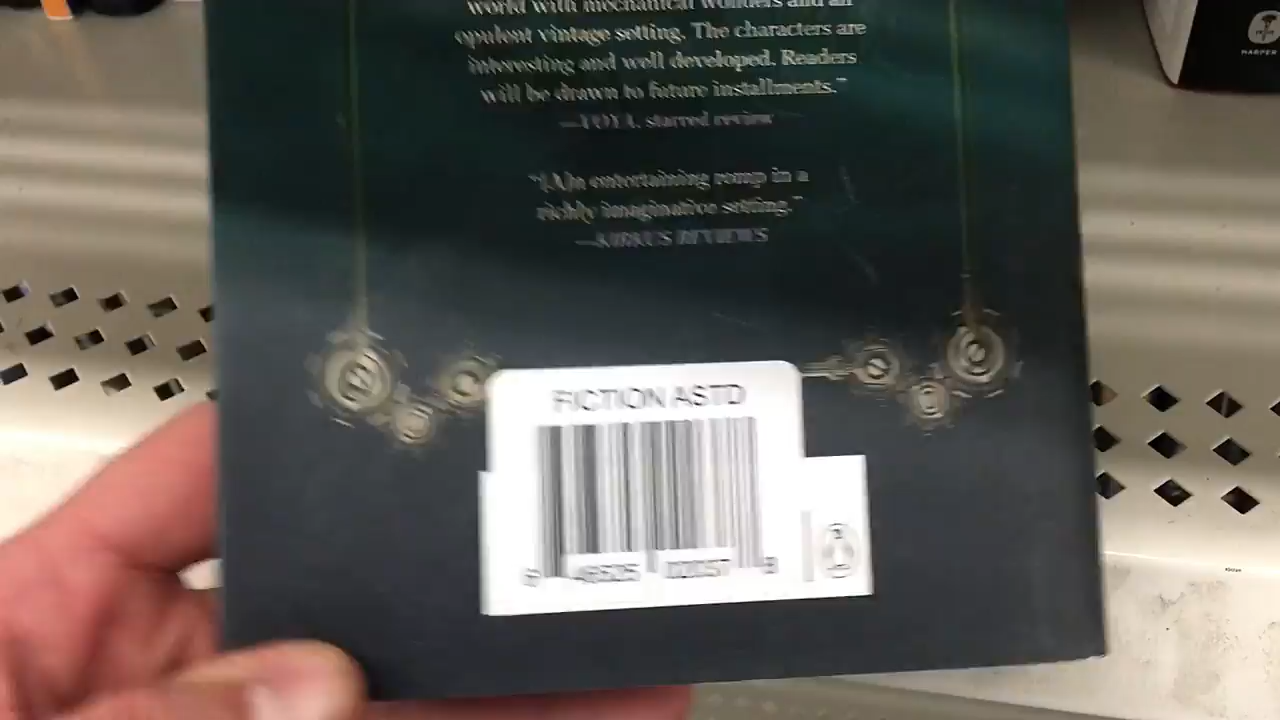 world with mechanical wonders and an
opulent vintage setting. The characters are
interesting and well developed. Readers
will be drawn to future installments."
—VOYA, starred review
"[A]n entertaining romp in a
richly imaginative setting."
—KIRKUS REVIEWS
FICTION ASTD
HARPER